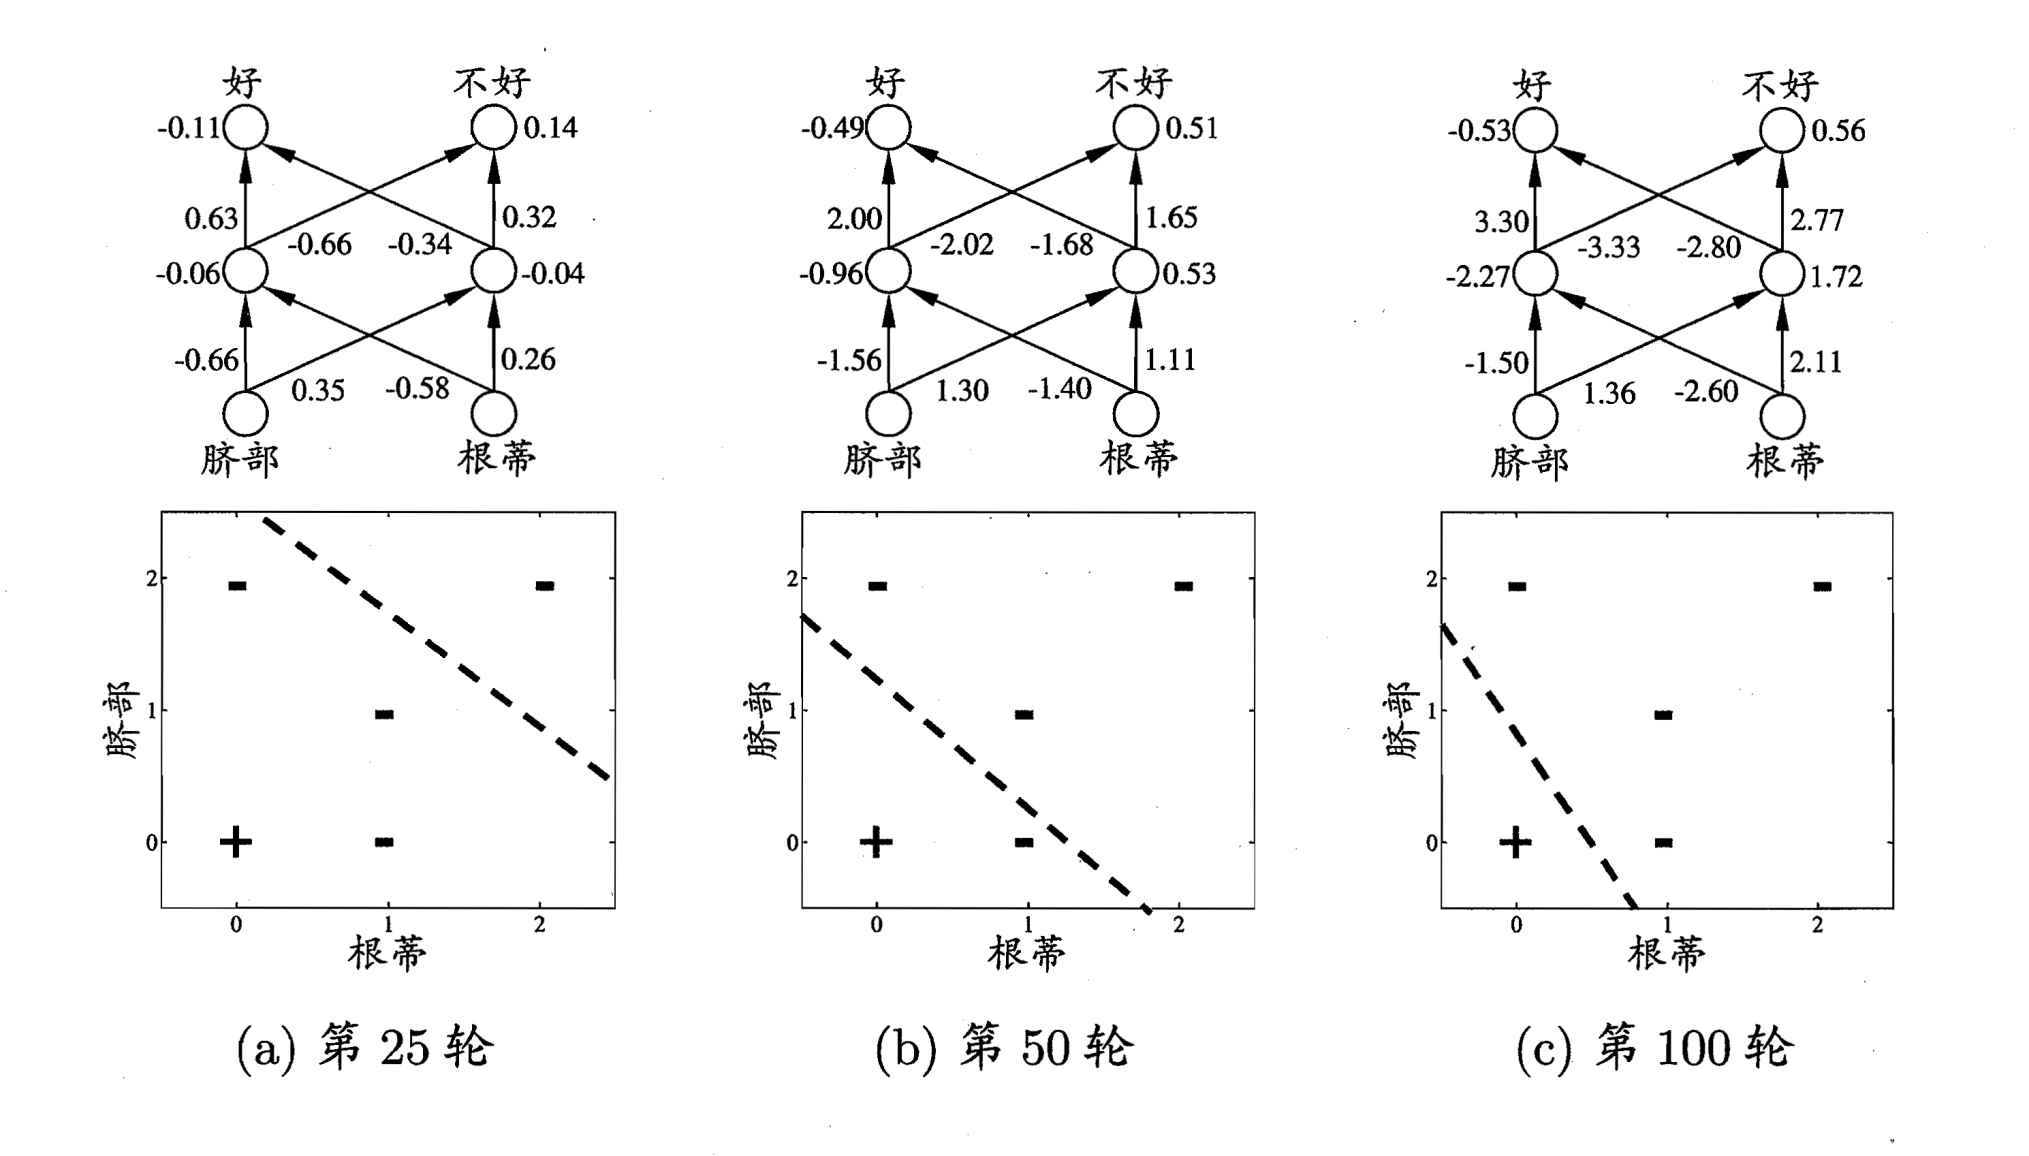 好 不好
-0.11 0.14
0.63 -0.66 -0.34 0.32
-0.06 -0.04
-0.66 0.35 -0.58 0.26
脐部 根蒂
2
1
0
脐部
0 1 2
根蒂
(a) 第 25 轮
好 不好
-0.49 0.51
2.00 -2.02 -1.68 1.65
-0.96 0.53
-1.56 1.30 -1.40 1.11
脐部 根蒂
2
1
0
脐部
0 1 2
根蒂
(b) 第 50 轮
好 不好
-0.53 0.56
3.30 -3.33 -2.80 2.77
-2.27 1.72
-1.50 1.36 -2.60 2.11
脐部 根蒂
2
1
0
脐部
0 1 2
根蒂
(c) 第 100 轮